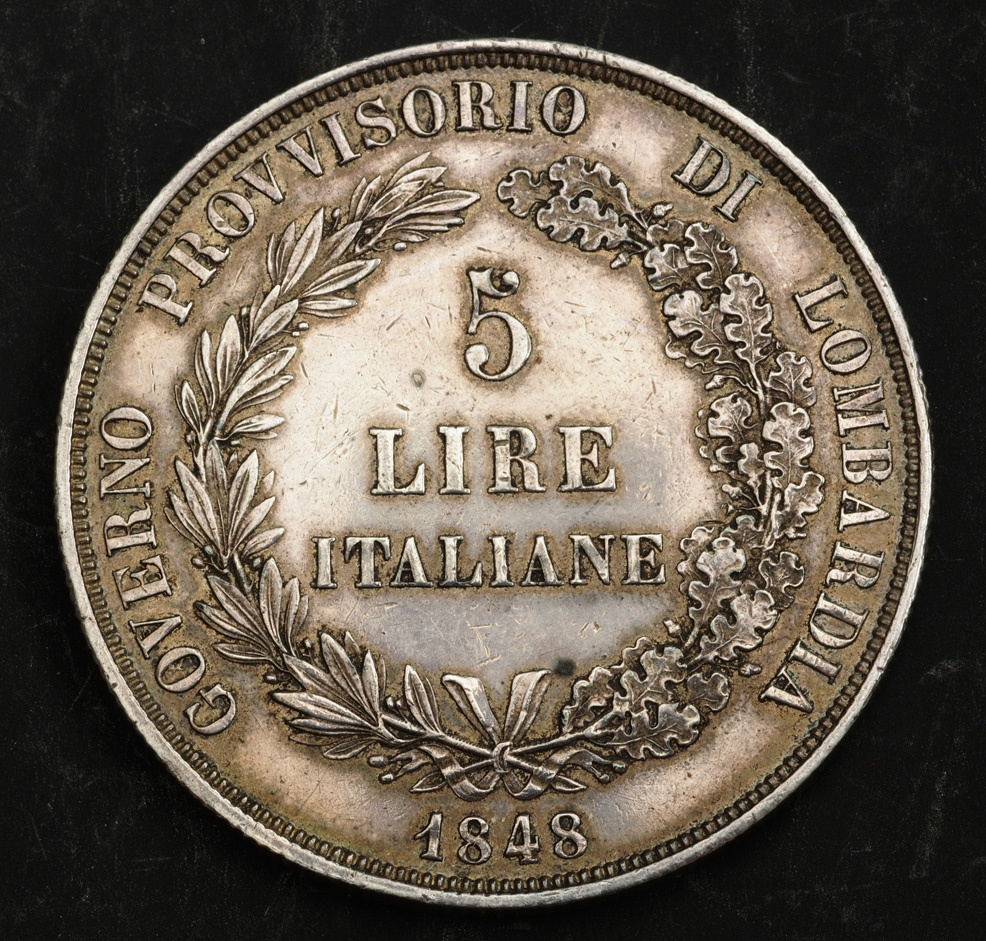 GOVERNO PROVVISORIO DI LOMBARDIA
5
LIRE
ITALIANE
1848